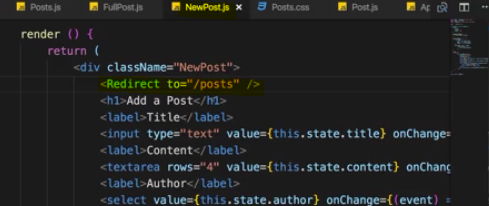 Posts.js FullPost.js NewPost.js Posts.css Post.js
render () {
return (
<div className="NewPost">
<Redirect to="/posts" />
<h1>Add a Post</h1>
<label>Title</label>
<input type="text" value={this.state.title} onChange=
<label>Content</label>
<textarea rows="4" value={this.state.content} onChang
<label>Author</label>
<select value={this.state.author} onChange={(event) =